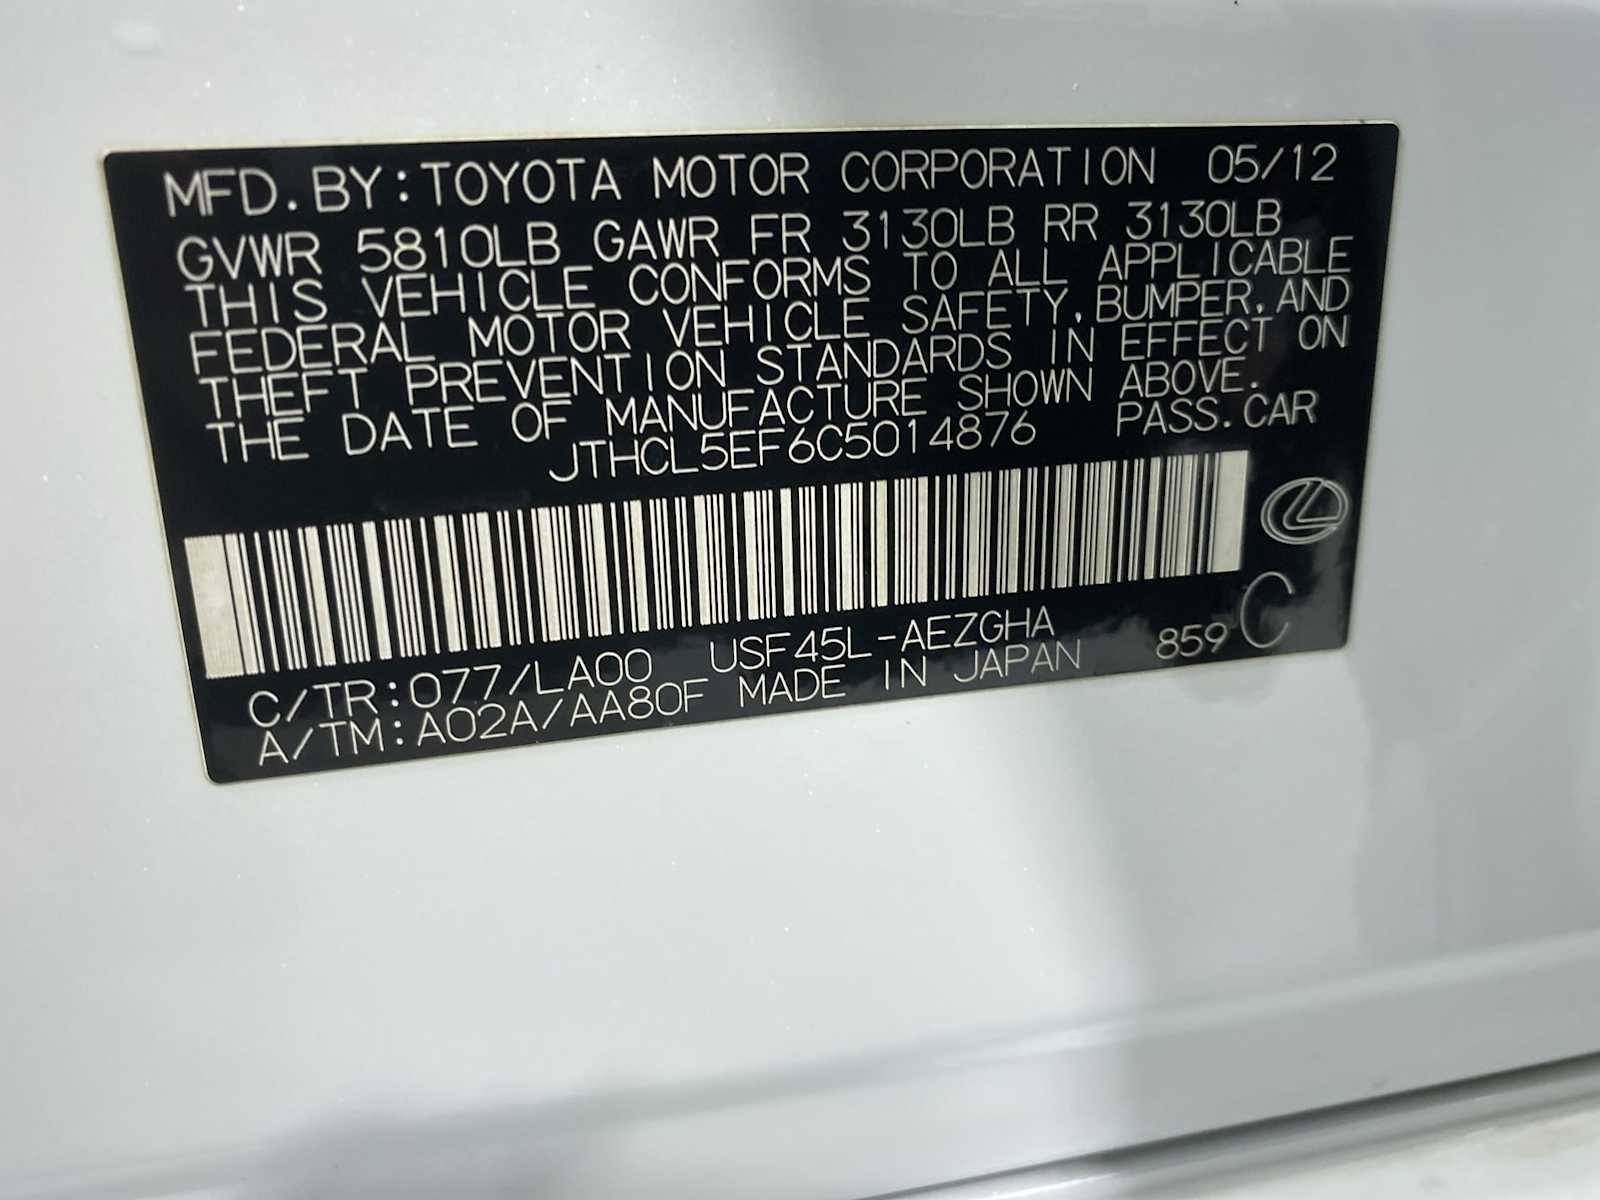 MFD. BY: TOYOTA MOTOR CORPORATION 05/12
GVWR 5810LB GAWR FR 3130LB RR 3130LB
THIS VEHICLE CONFORMS TO ALL APPLICABLE
FEDERAL MOTOR VEHICLE SAFETY, BUMPER, AND
THEFT PREVENTION STANDARDS IN EFFECT ON
THE DATE OF MANUFACTURE SHOWN ABOVE.
JTHCL5EF6C5014876 PASS. CAR
C/TR: 077/LA00 USF45L-AEZGHA
A/TM: A02A/AA80F MADE IN JAPAN 859 C